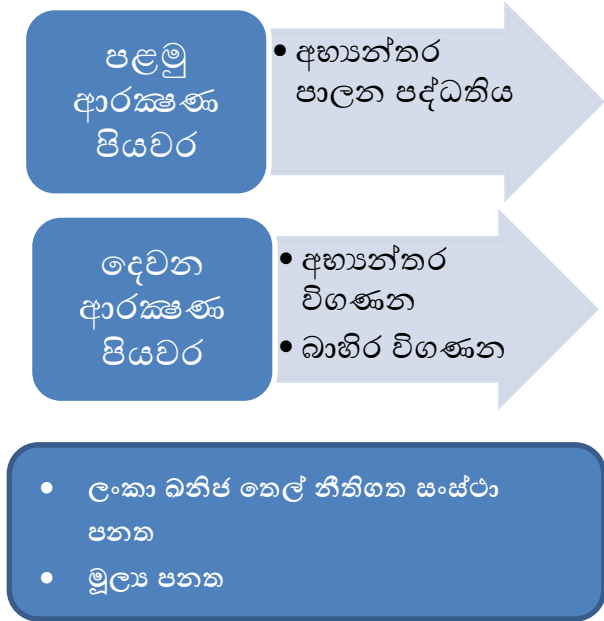 පළමු
ආරක්‍ෂණ
පියවර
• අභ්‍යන්තර
පාලන පද්ධතිය
දෙවන
ආරක්‍ෂණ
පියවර
• අභ්‍යන්තර
විගණන
• බාහිර විගණන
• ලංකා ඛනිජ තෙල් නීතිගත සංස්ථා
පනත
• මූල්‍ය පනත